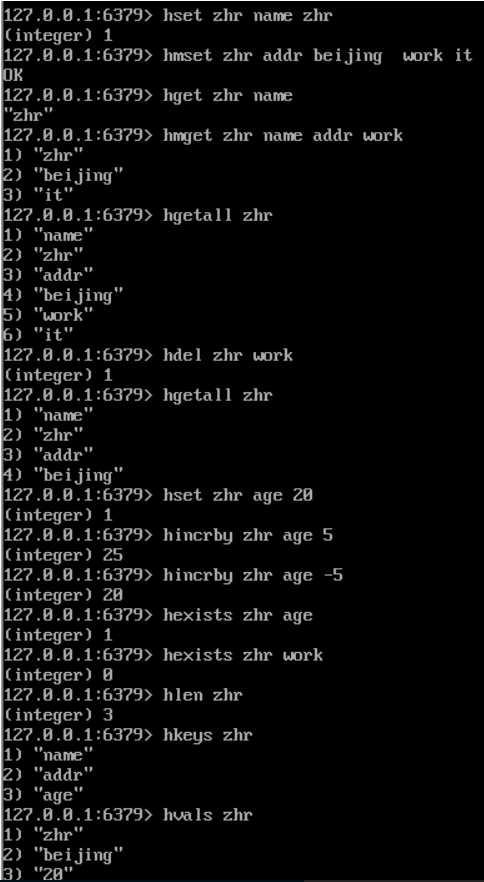 127.0.0.1:6379> hset zhr name zhr
(integer) 1
127.0.0.1:6379> hmset zhr addr beijing  work it
OK
127.0.0.1:6379> hget zhr name
"zhr"
127.0.0.1:6379> hmget zhr name addr work
1) "zhr"
2) "beijing"
3) "it"
127.0.0.1:6379> hgetall zhr
1) "name"
2) "zhr"
3) "addr"
4) "beijing"
5) "work"
6) "it"
127.0.0.1:6379> hdel zhr work
(integer) 1
127.0.0.1:6379> hgetall zhr
1) "name"
2) "zhr"
3) "addr"
4) "beijing"
127.0.0.1:6379> hset zhr age 20
(integer) 1
127.0.0.1:6379> hincrby zhr age 5
(integer) 25
127.0.0.1:6379> hincrby zhr age -5
(integer) 20
127.0.0.1:6379> hexists zhr age
(integer) 1
127.0.0.1:6379> hexists zhr work
(integer) 0
127.0.0.1:6379> hlen zhr
(integer) 3
127.0.0.1:6379> hkeys zhr
1) "name"
2) "addr"
3) "age"
127.0.0.1:6379> hvals zhr
1) "zhr"
2) "beijing"
3) "20"